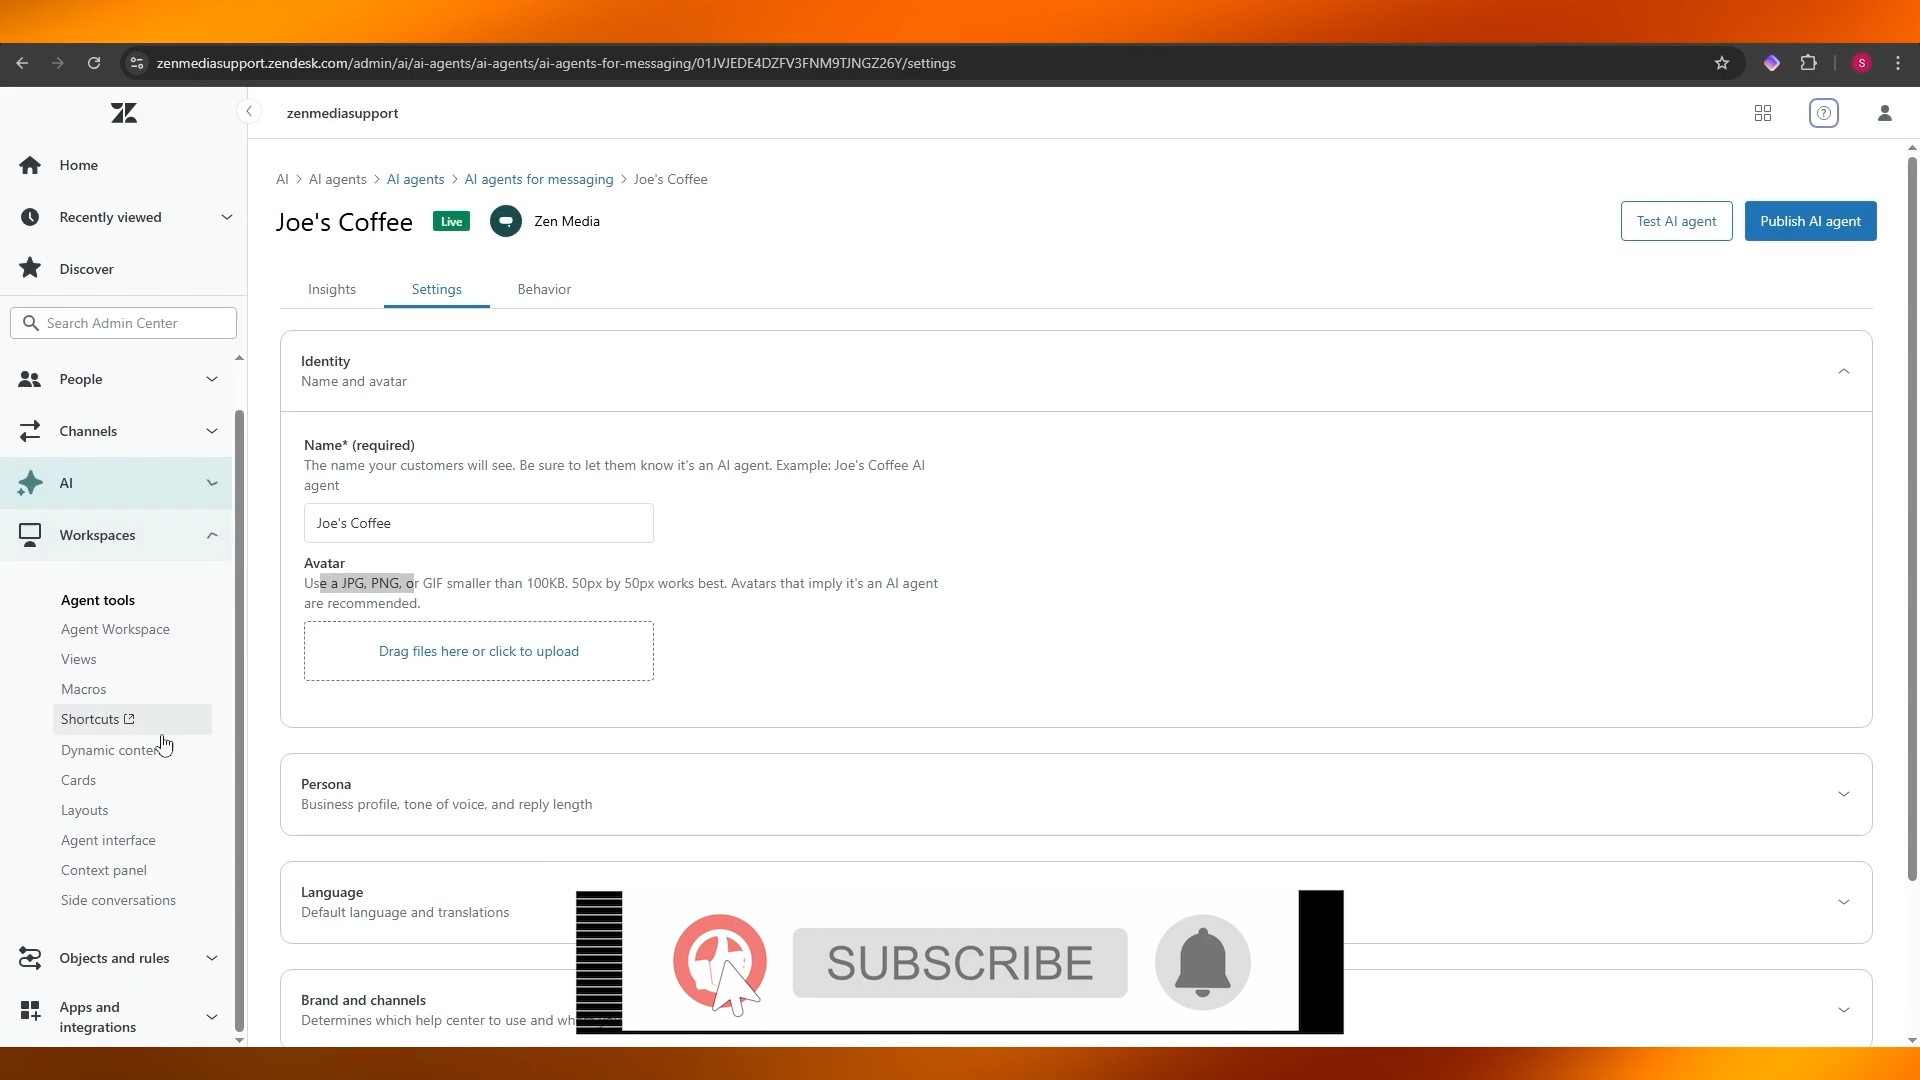 zenmediasupport.zendesk.com/admin/ai/ai-agents/ai-agents/ai-agents-for-messaging/01JVJEDE4DZFV3FNM9TJNGZ26Y/settings
S
zenmediasupport
Home
Recently viewed
Discover
Search Admin Center
People
Channels
AI
Workspaces
Agent tools
Agent Workspace
Views
Macros
Shortcuts
Dynamic conten
Cards
Layouts
Agent interface
Context panel
Side conversations
Objects and rules
Apps and
integrations
AI > AI agents > AI agents > AI agents for messaging > Joe's Coffee
Joe's Coffee Live Zen Media
Test AI agent
Publish AI agent
Insights Settings Behavior
Identity
Name and avatar
Name* (required)
The name your customers will see. Be sure to let them know it's an AI agent. Example: Joe's Coffee AI
agent
Joe's Coffee
Avatar
Use a JPG, PNG, or GIF smaller than 100KB. 50px by 50px works best. Avatars that imply it's an AI agent
are recommended.
Drag files here or click to upload
Persona
Business profile, tone of voice, and reply length
Language
Default language and translations
Brand and channels
Determines which help center to use and wh
SUBSCRIBE